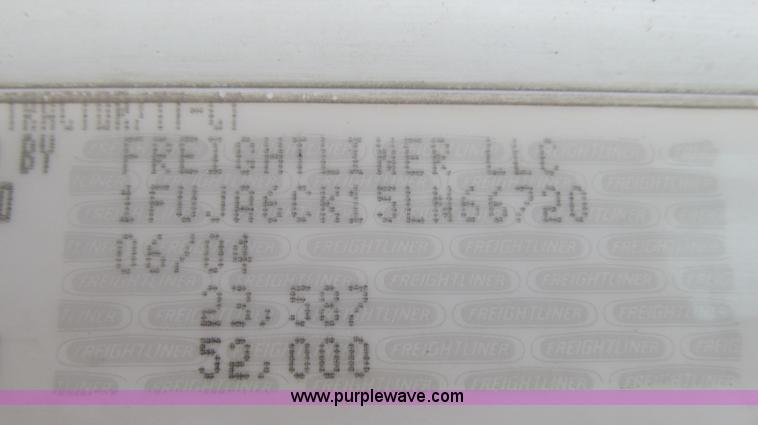 TRACTOR/TT-CT
BY FREIGHTLINER LLC
1FUJA6CK15LN66720
06/04
23,587
52,000
www.purplewave.com